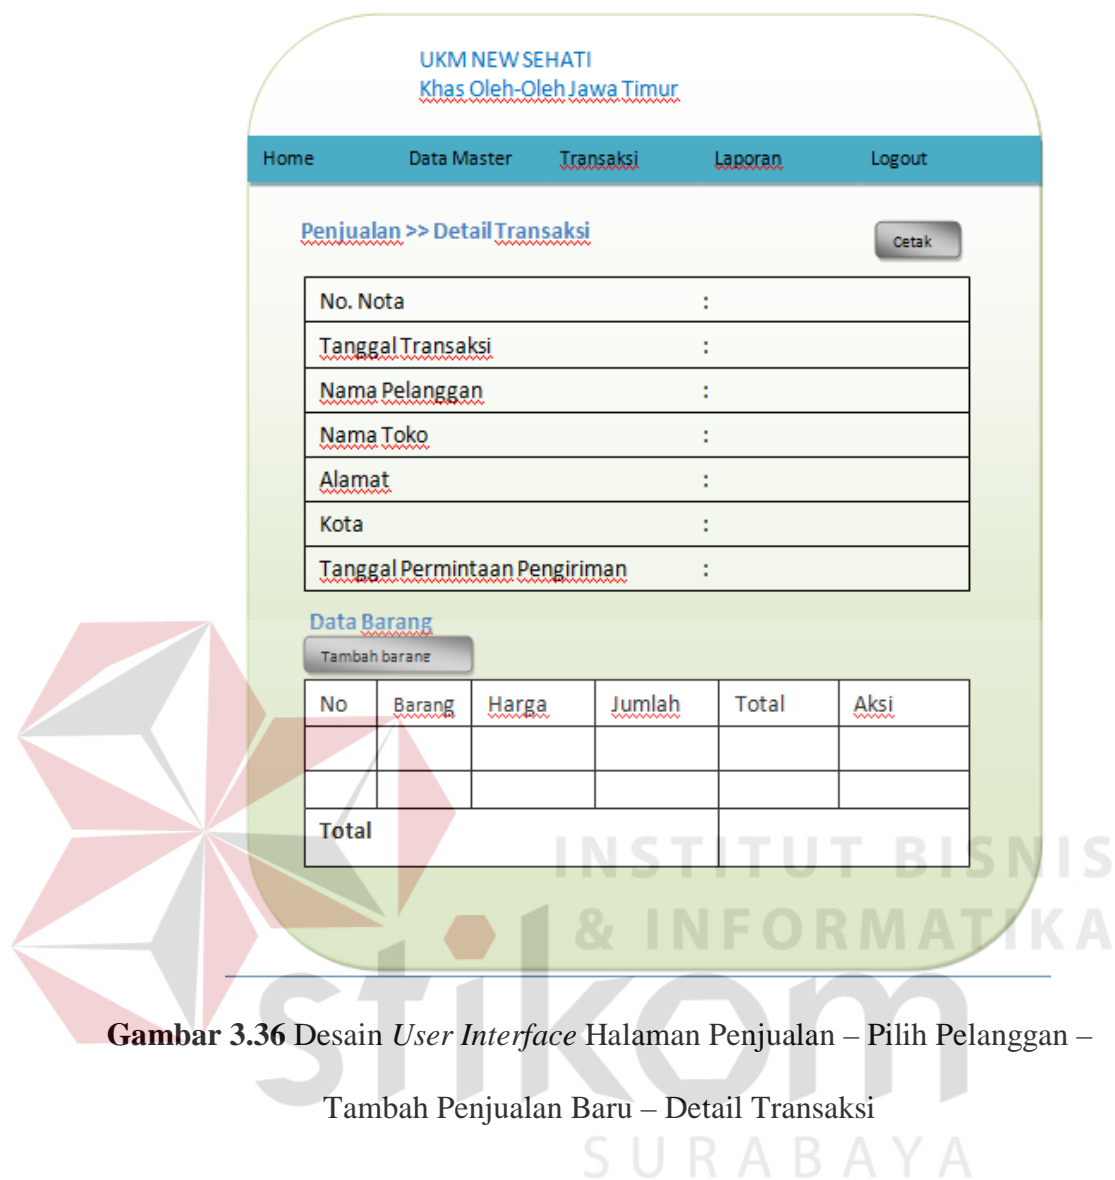 UKM NEW SEHATI
Khas Oleh-Oleh Jawa Timur
Home Data Master Transaksi Laporan Logout
Penjualan >> Detail Transaksi
Cetak
No. Nota :
Tanggal Transaksi :
Nama Pelanggan :
Nama Toko :
Alamat :
Kota :
Tanggal Permintaan Pengiriman :
Data Barang
Tambah barang
No Barang Harga Jumlah Total Aksi
Total
INSTITUT BISNIS
& INFORMATIKA
stikom
SURABAYA
Gambar 3.36 Desain User Interface Halaman Penjualan – Pilih Pelanggan –
Tambah Penjualan Baru – Detail Transaksi